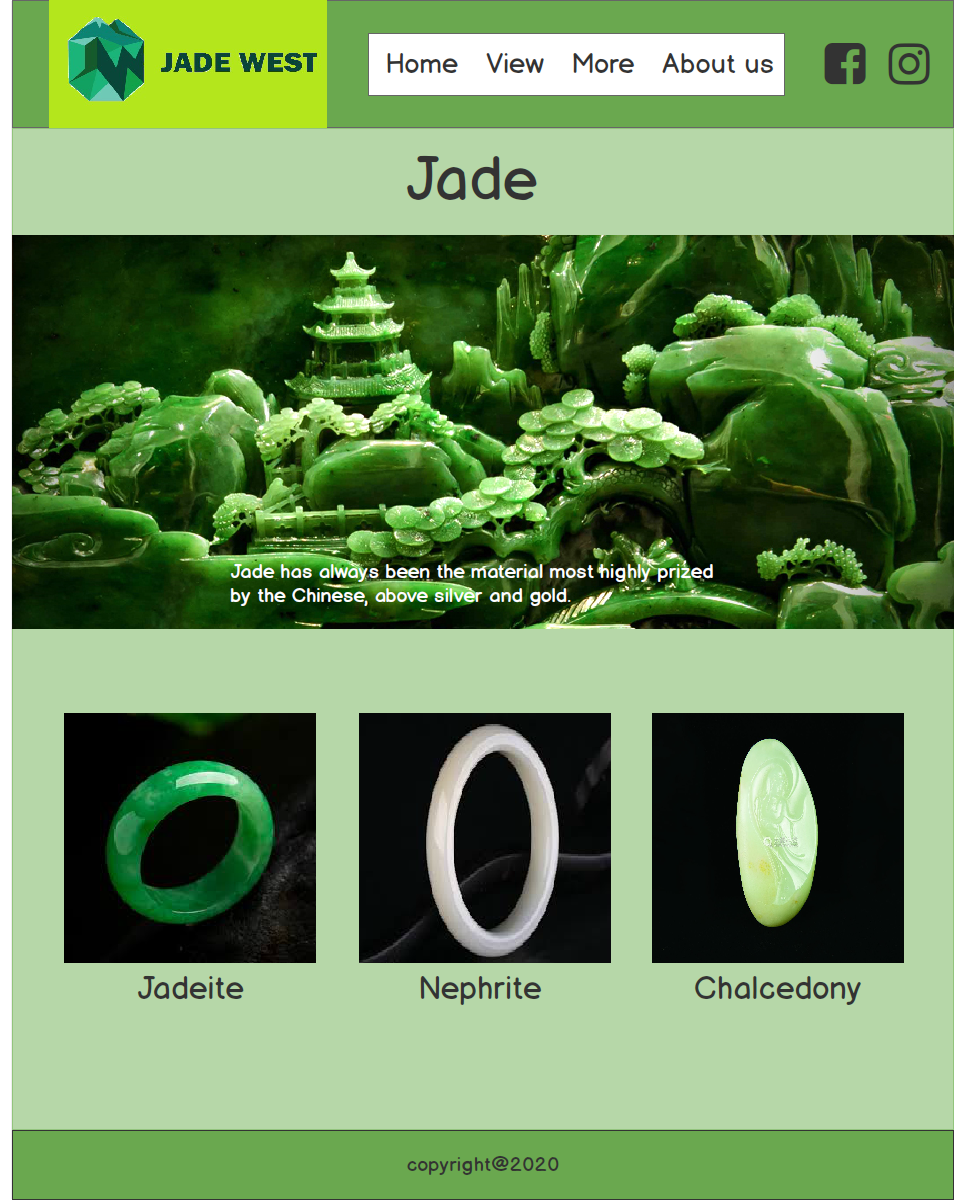 JADE WEST
Home View More About us
Jade
Jade has always been the material most highly prized
by the Chinese, above silver and gold.
Jadeite Nephrite Chalcedony
copyright@2020